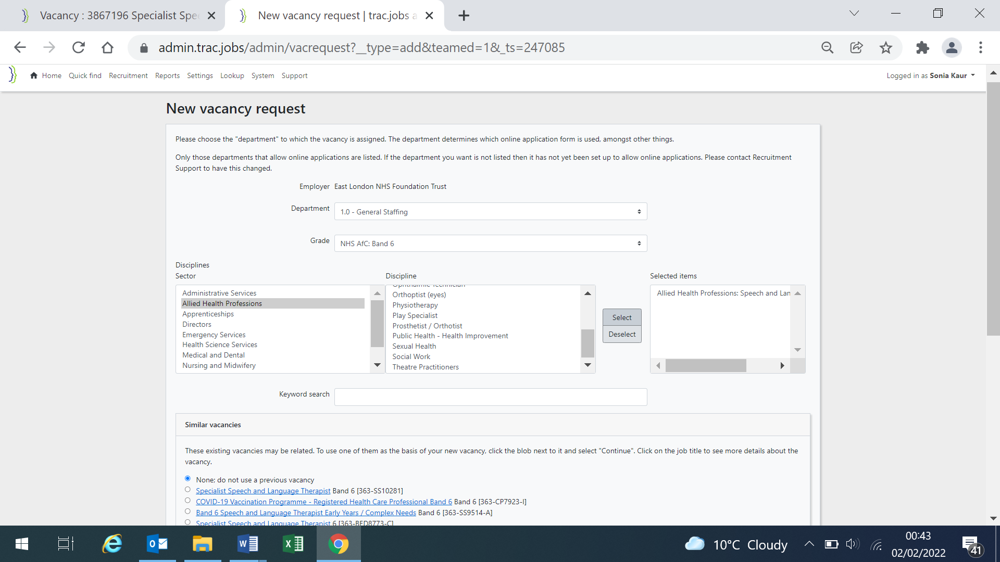 Vacancy : 3867196 Specialist Spe
New vacancy request | trac.jobs a
admin.trac.jobs/admin/vacrequest?__type=add&teamed=1&_ts=247085
Home Quick find Recruitment Reports Settings Lookup System Support
Logged in as Sonia Kaur
New vacancy request
Please choose the "department" to which the vacancy is assigned. The department determines which online application form is used, amongst other things.
Only those departments that allow online applications are listed. If the department you want is not listed then it has not yet been set up to allow online applications. Please contact Recruitment
Support to have this changed.
Employer East London NHS Foundation Trust
Department 1.0 - General Staffing
Grade NHS AfC: Band 6
Disciplines
Sector
Administrative Services
Allied Health Professions
Apprenticeships
Directors
Emergency Services
Health Science Services
Medical and Dental
Nursing and Midwifery
Discipline
Ophthalmic Technician
Orthoptist (eyes)
Physiotherapy
Play Specialist
Prosthetist / Orthotist
Public Health - Health Improvement
Sexual Health
Social Work
Theatre Practitioners
Select
Deselect
Selected items
Allied Health Professions: Speech and Lan
Keyword search
Similar vacancies
These existing vacancies may be related. To use one of them as the basis of your new vacancy, click the blob next to it and select "Continue". Click on the job title to see more details about the
vacancy.
None; do not use a previous vacancy
Specialist Speech and Language Therapist Band 6 [363-SS10281]
COVID-19 Vaccination Programme - Registered Health Care Professional Band 6 Band 6 [363-CP7923-I]
Band 6 Speech and Language Therapist Early Years / Complex Needs Band 6 [363-SS9514-A]
Specialist Speech and Language Therapist 6 [363-BED8773-C]
10°C Cloudy
00:43
02/02/2022
41